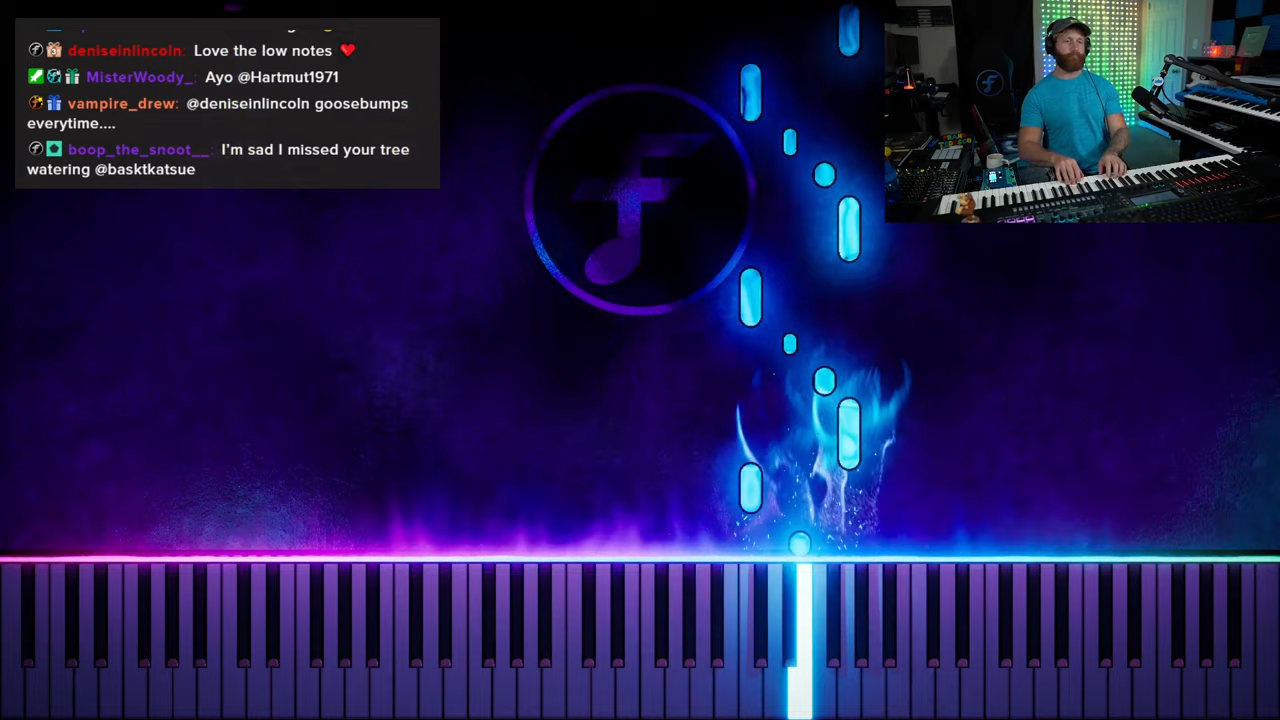 deniseinlincoln: Love the low notes
MisterWoody_: Ayo @Hartmut1971
vampire_drew: @deniseinlincoln goosebumps
everytime....
boop_the_snoot__: I'm sad I missed your tree
watering @basktkatsue